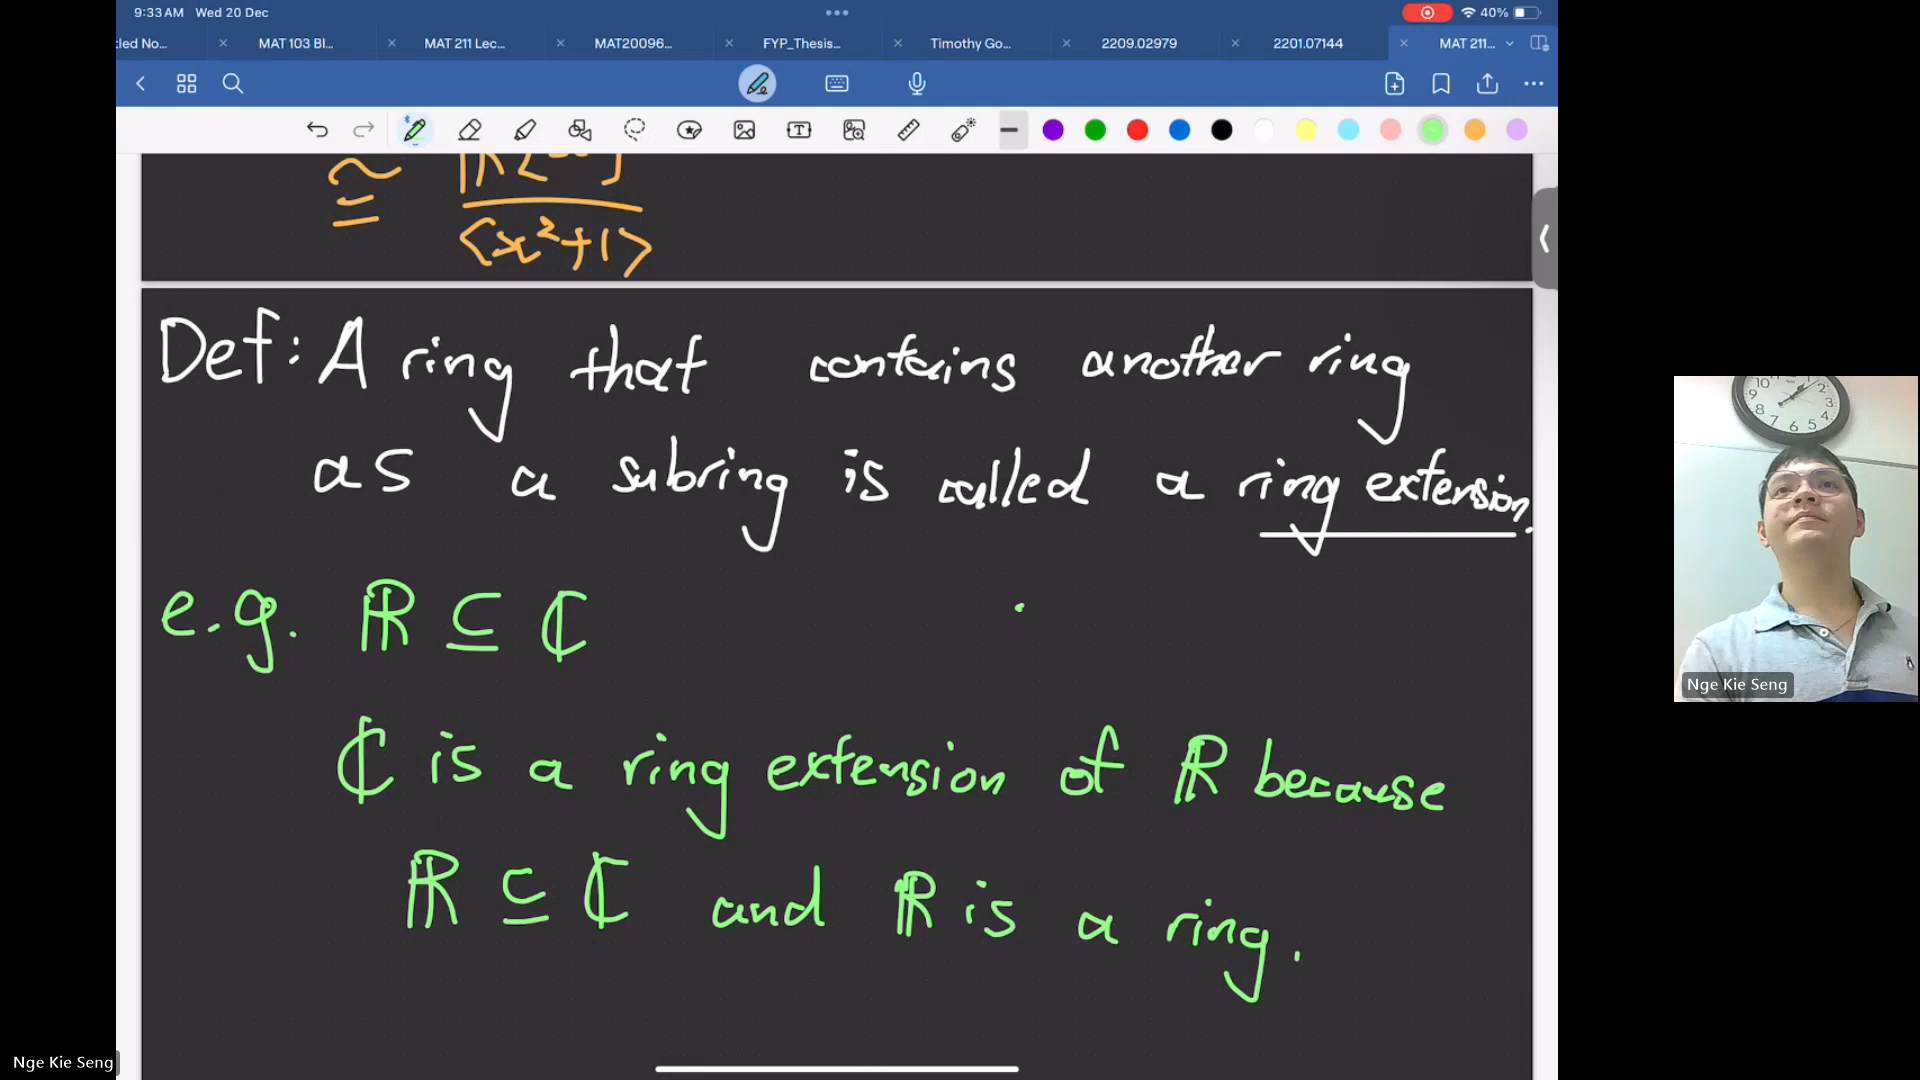 9:33 AM Wed 20 Dec
40%
tled No...
MAT 103 Bl...
MAT 211 Lec...
MAT20096...
FYP_Thesis...
Timothy Go...
2209.02979
2201.07144
MAT 211...
≅
⟨x²+1⟩
Def: A ring that contains another ring
as a subring is called a ring extension.
e.g. ℝ ⊆ ℂ
ℂ is a ring extension of ℝ because
ℝ ⊆ ℂ and ℝ is a ring.
Nge Kie Seng
Nge Kie Seng